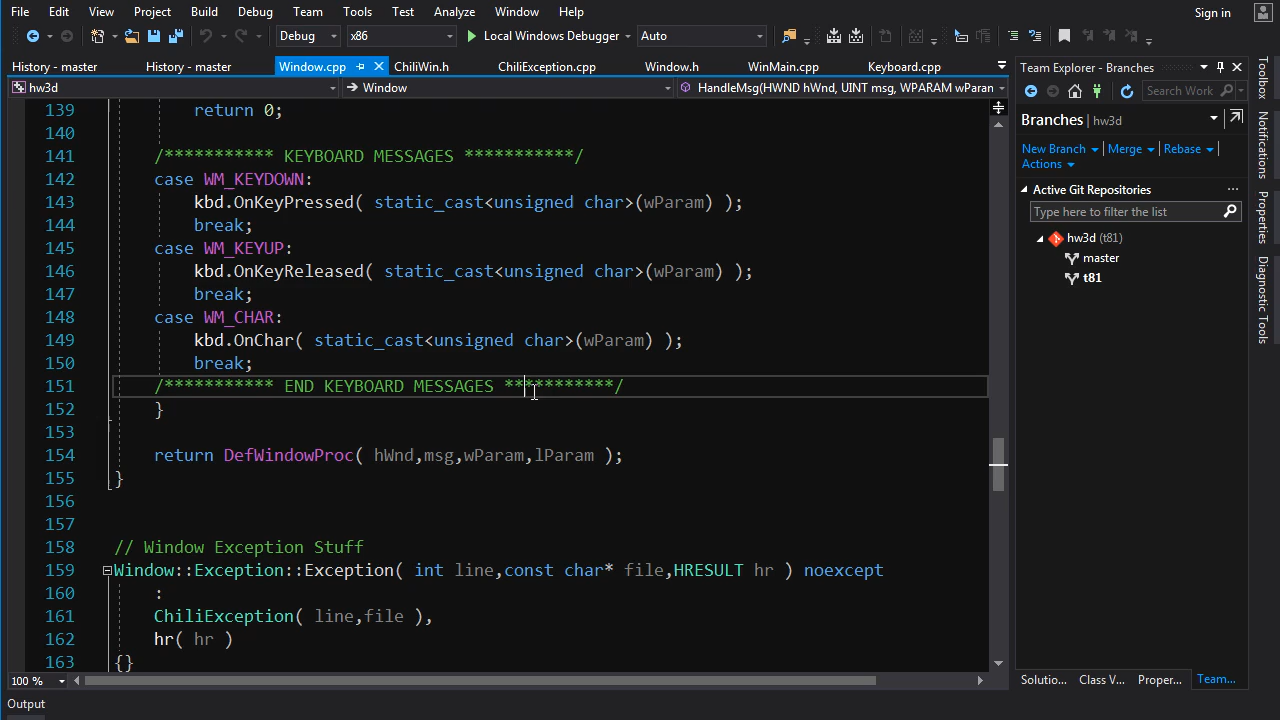 File Edit View Project Build Debug Team Tools Test Analyze Window Help Sign in
Debug x86 Local Windows Debugger Auto
History - master History - master Window.cpp ChiliWin.h ChiliException.cpp Window.h WinMain.cpp Keyboard.cpp
hw3d Window HandleMsg(HWND hWnd, UINT msg, WPARAM wParan
139 return 0;
140
141 /*********** KEYBOARD MESSAGES ***********/
142 case WM_KEYDOWN:
143 kbd.OnKeyPressed( static_cast<unsigned char>(wParam) );
144 break;
145 case WM_KEYUP:
146 kbd.OnKeyReleased( static_cast<unsigned char>(wParam) );
147 break;
148 case WM_CHAR:
149 kbd.OnChar( static_cast<unsigned char>(wParam) );
150 break;
151 /*********** END KEYBOARD MESSAGES ***********/
152 }
153
154 return DefWindowProc( hWnd,msg,wParam,lParam );
155 }
156
157
158 // Window Exception Stuff
159 Window::Exception::Exception( int line,const char* file,HRESULT hr ) noexcept
160 :
161 ChiliException( line,file ),
162 hr( hr )
163 {}
100 %
Output
Team Explorer - Branches
Search Work
Branches | hw3d
New Branch | Merge | Rebase |
Actions
Active Git Repositories
Type here to filter the list
hw3d (t81)
master
t81
Solutio... Class V... Proper... Team...
Toolbox
Notifications
Properties
Diagnostic Tools